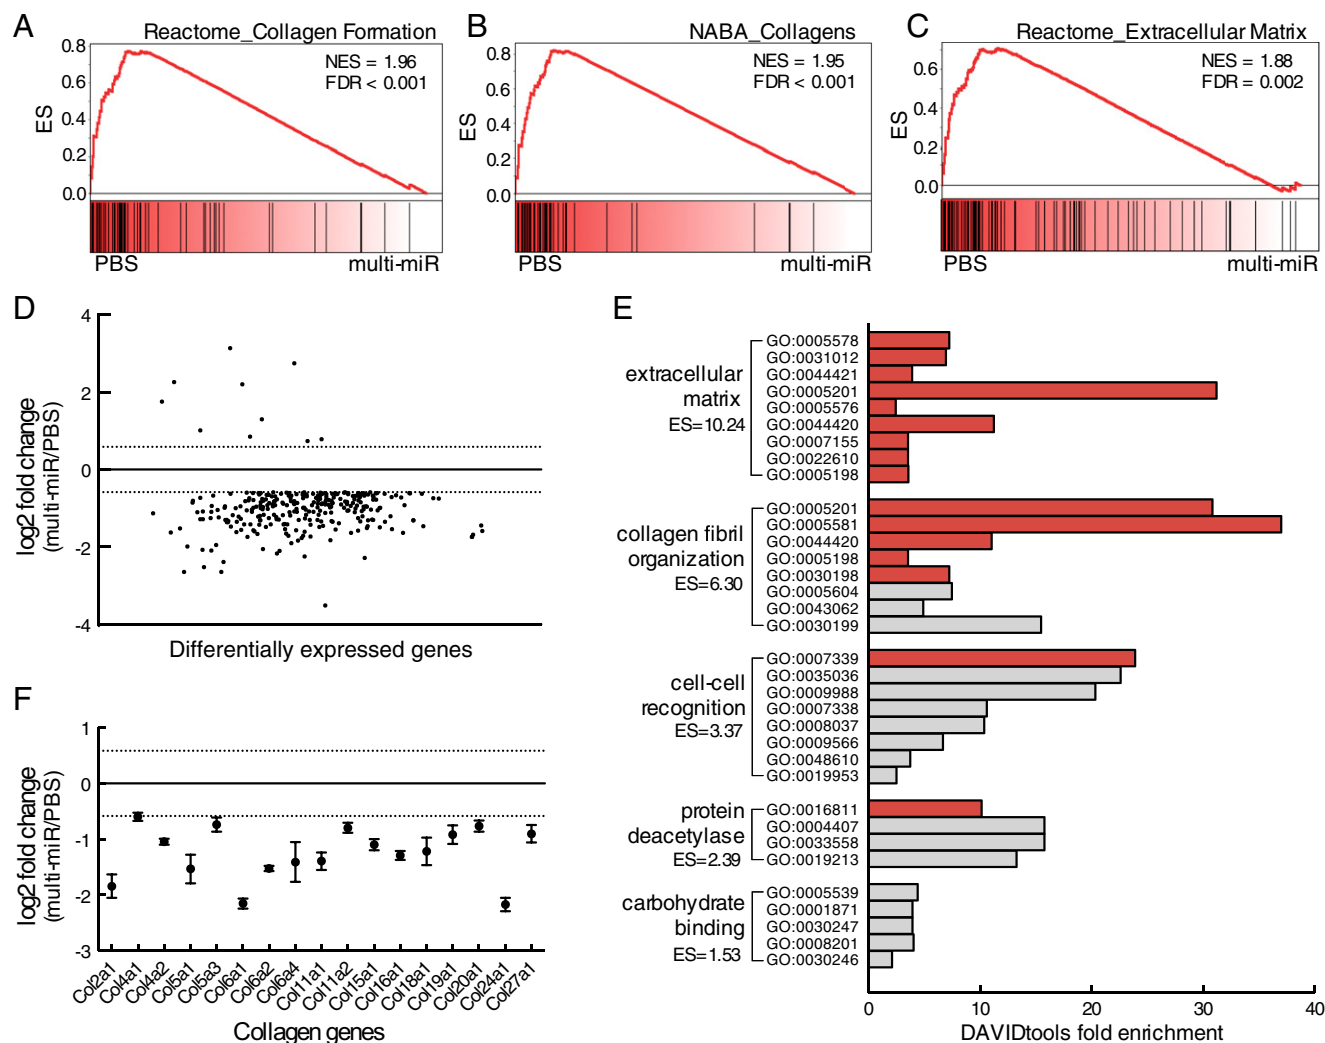 A
Reactome_Collagen Formation
NES = 1.96
FDR < 0.001
ES
0.8
0.6
0.4
0.2
0.0
PBS
multi-miR
B
NABA_Collagens
NES = 1.95
FDR < 0.001
ES
0.8
0.6
0.4
0.2
0.0
PBS
multi-miR
C
Reactome_Extracellular Matrix
NES = 1.88
FDR = 0.002
ES
0.6
0.4
0.2
0.0
PBS
multi-miR
D
log2 fold change
(multi-miR/PBS)
4
2
0
-2
-4
Differentially expressed genes
E
extracellular
matrix
ES=10.24
GO:0005578
GO:0031012
GO:0044421
GO:0005201
GO:0005576
GO:0044420
GO:0007155
GO:0022610
GO:0005198
collagen fibril
organization
ES=6.30
GO:0005201
GO:0005581
GO:0044420
GO:0005198
GO:0030198
GO:0005604
GO:0043062
GO:0030199
cell-cell
recognition
ES=3.37
GO:0007339
GO:0035036
GO:0009988
GO:0007338
GO:0008037
GO:0009566
GO:0048610
GO:0019953
protein
deacetylase
ES=2.39
GO:0016811
GO:0004407
GO:0033558
GO:0019213
carbohydrate
binding
ES=1.53
GO:0005539
GO:0001871
GO:0030247
GO:0008201
GO:0030246
0 10 20 30 40
DAVIDtools fold enrichment
F
log2 fold change
(multi-miR/PBS)
1
0
-1
-2
-3
Col2a1
Col4a1
Col4a2
Col5a1
Col5a3
Col6a1
Col6a2
Col6a4
Col11a1
Col11a2
Col15a1
Col16a1
Col18a1
Col19a1
Col20a1
Col24a1
Col27a1
Collagen genes